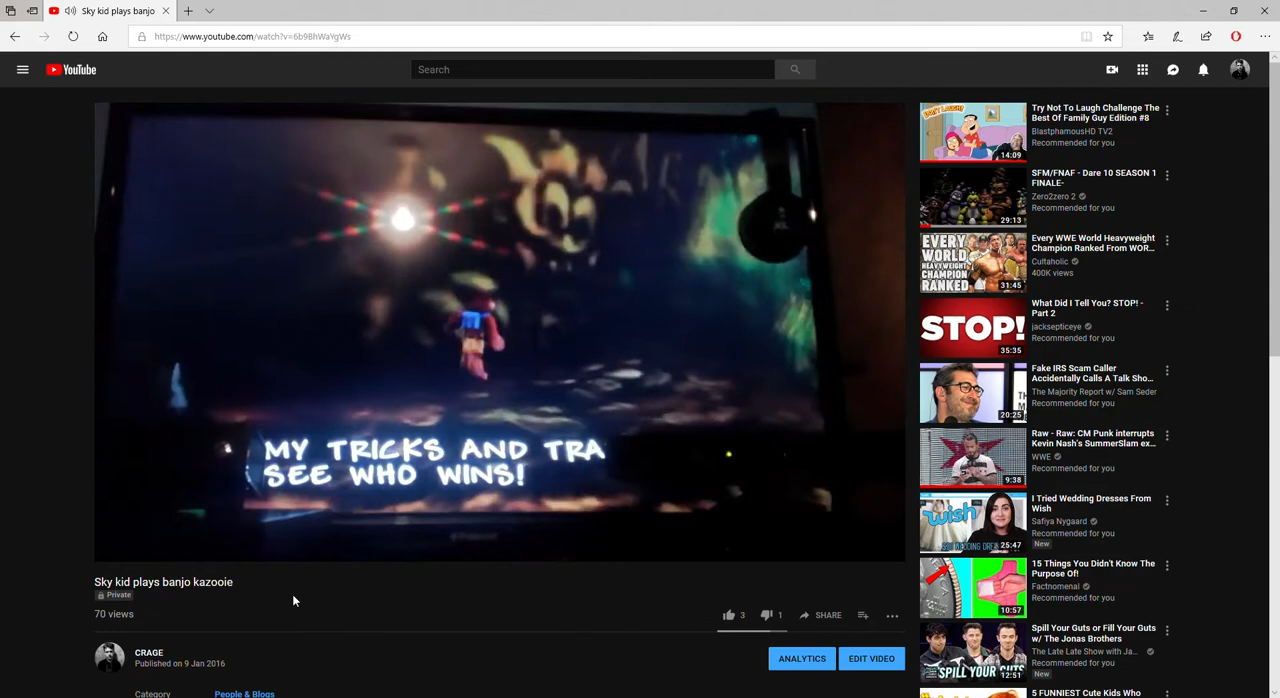 Sky kid plays banjo
https://www.youtube.com/watch?v=6b9BhWaYgWs
YouTube
Search
MY TRICKS AND TRA
SEE WHO WINS!
Sky kid plays banjo kazooie
Private
70 views
3
1
SHARE
CRAGE
Published on 9 Jan 2016
ANALYTICS
EDIT VIDEO
Category
People & Blogs
14:09
Try Not To Laugh Challenge The
Best Of Family Guy Edition #8
BlastphamousHD TV2
Recommended for you
29:13
SFM/FNAF - Dare 10 SEASON 1
FINALE-
Zero2zero 2
Recommended for you
EVERY
WORLD
HEAVYWEIGHT
CHAMPION
RANKED
31:45
Every WWE World Heavyweight
Champion Ranked From WOR...
Cultaholic
400K views
STOP!
35:35
What Did I Tell You? STOP! -
Part 2
jacksepticeye
Recommended for you
20:25
Fake IRS Scam Caller
Accidentally Calls A Talk Sho...
The Majority Report w/ Sam Seder
Recommended for you
9:38
Raw - Raw: CM Punk interrupts
Kevin Nash's SummerSlam ex...
WWE
Recommended for you
wish
25:47
I Tried Wedding Dresses From
Wish
Safiya Nygaard
Recommended for you
New
10:57
15 Things You Didn't Know The
Purpose Of!
Factnomenal
Recommended for you
SPILL YOUR GUTS
12:51
Spill Your Guts or Fill Your Guts
w/ The Jonas Brothers
The Late Late Show with Ja...
Recommended for you
New
5 FUNNIEST Cute Kids Who